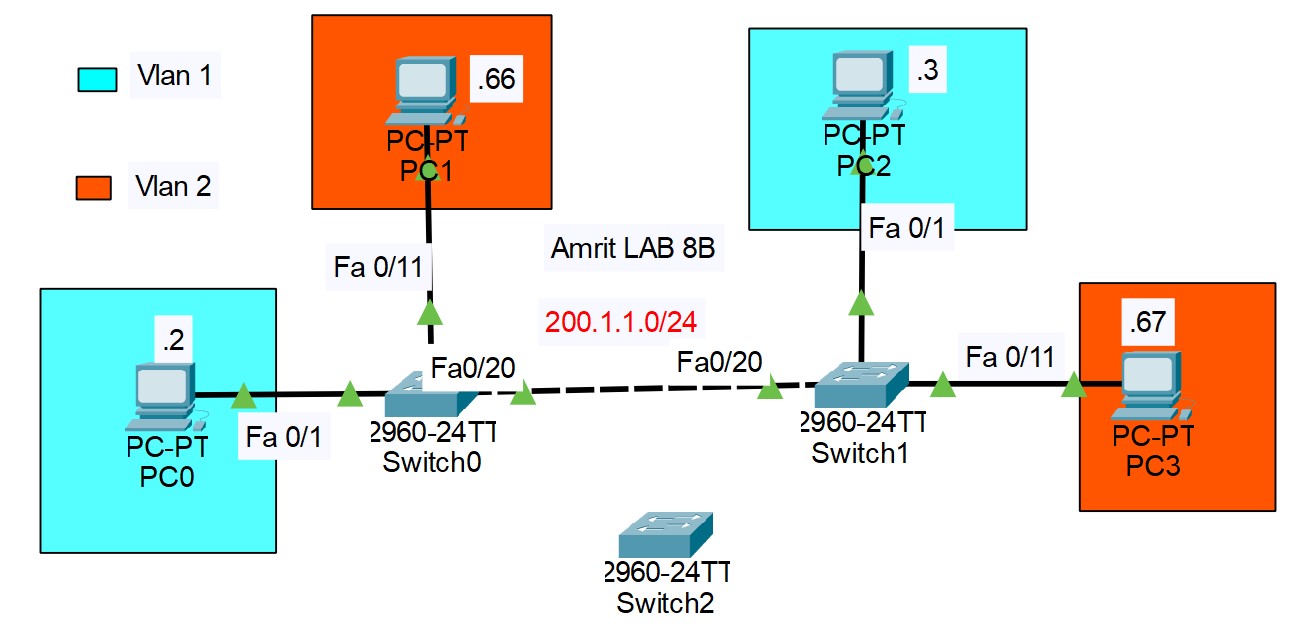 Vlan 1
Vlan 2
.66
PC-PT
PC1
.3
PC-PT
PC2
Fa 0/1
Fa 0/11
Amrit LAB 8B
200.1.1.0/24
.2
PC-PT
PC0
Fa 0/1
Fa0/20
2960-24TT
Switch0
Fa0/20
2960-24TT
Switch1
Fa 0/11
.67
PC-PT
PC3
2960-24TT
Switch2